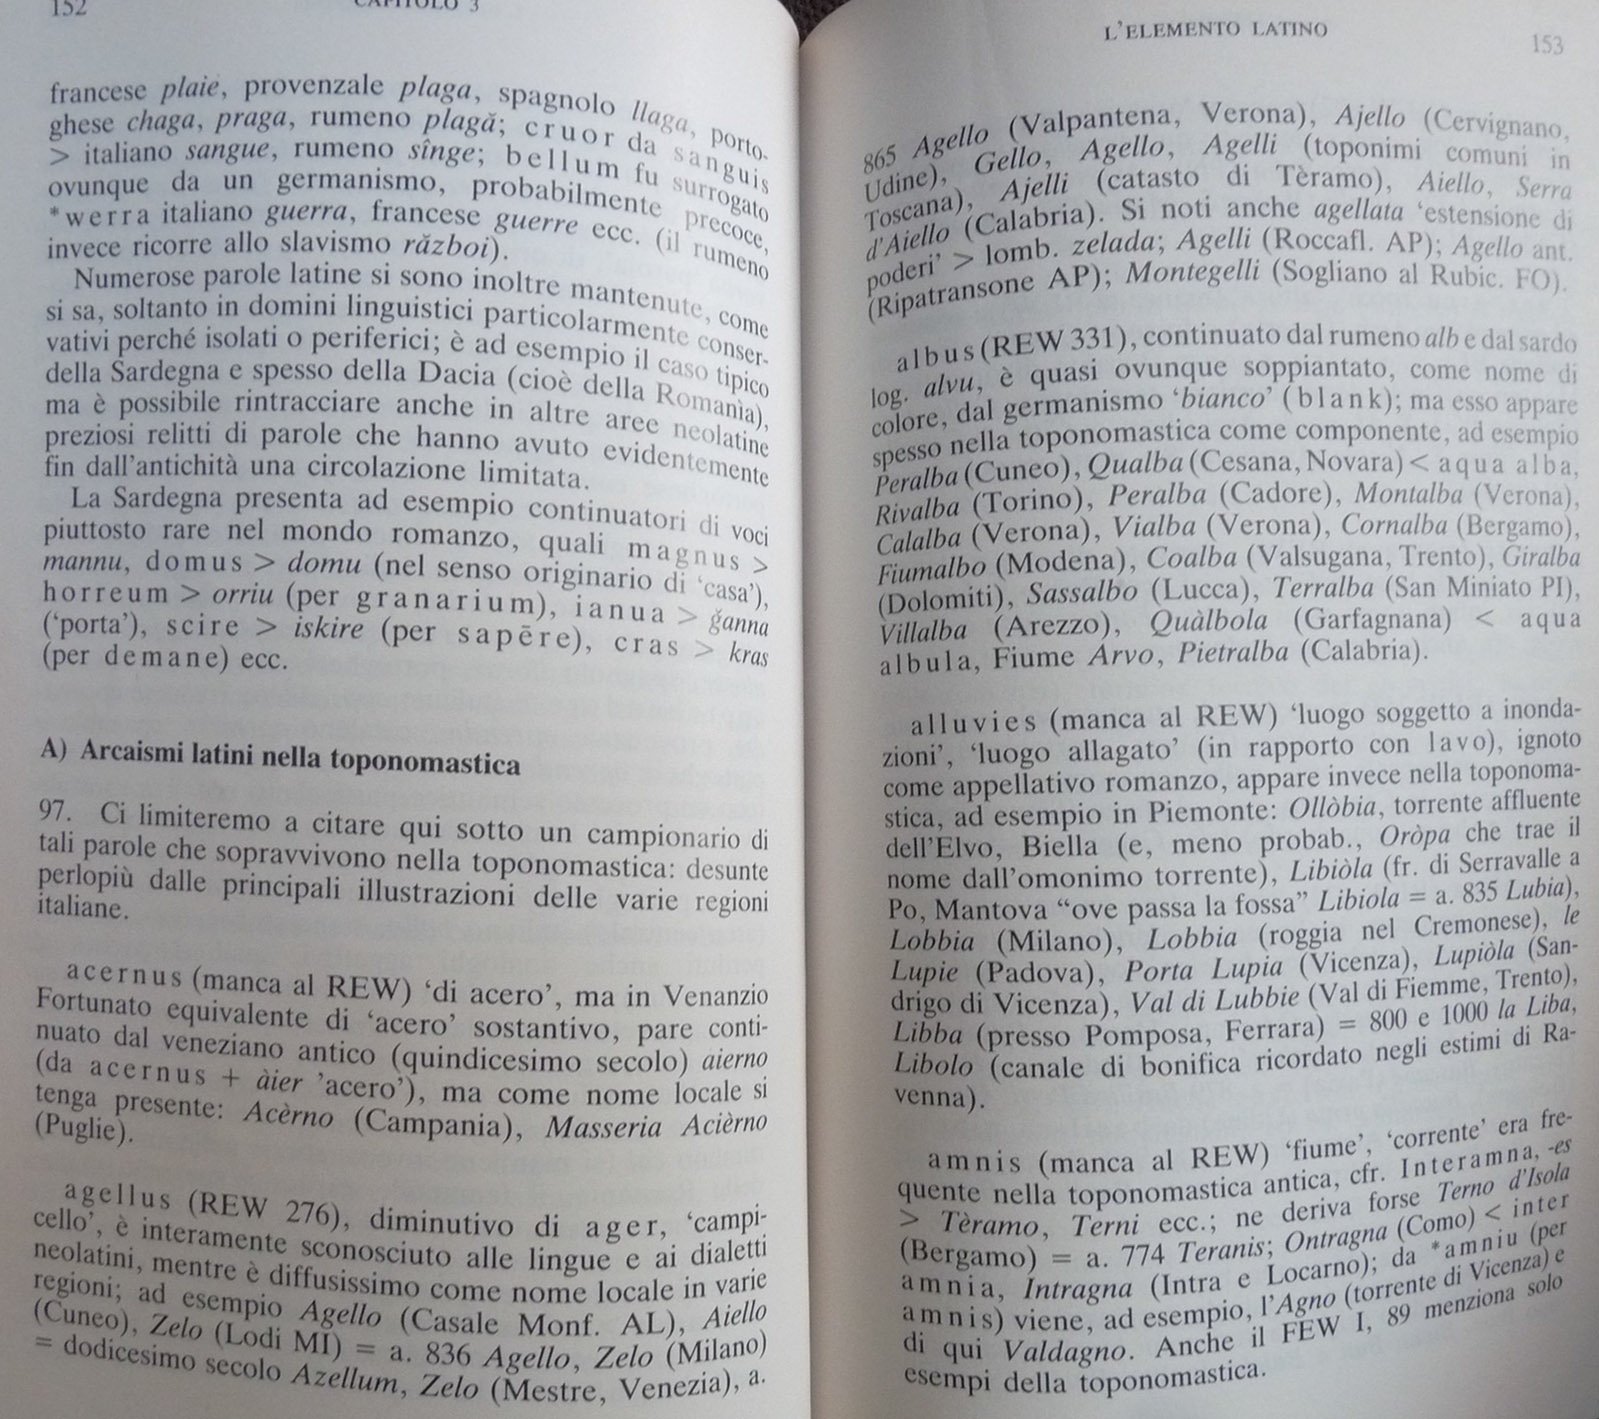 152
CAPITOLO 3
francese plaie, provenzale plaga, spagnolo llaga, porto-
ghese chaga, praga, rumeno plagă; cruor da sanguis
> italiano sangue, rumeno sînge; bellum fu surrogato
ovunque da un germanismo, probabilmente precoce,
*werra italiano guerra, francese guerre ecc. (il rumeno
invece ricorre allo slavismo război).
Numerose parole latine si sono inoltre mantenute, come
si sa, soltanto in domini linguistici particolarmente conser-
vativi perché isolati o periferici; è ad esempio il caso tipico
della Sardegna e spesso della Dacia (cioè della Romanìa),
ma è possibile rintracciare anche in altre aree neolatine
preziosi relitti di parole che hanno avuto evidentemente
fin dall'antichità una circolazione limitata.
La Sardegna presenta ad esempio continuatori di voci
piuttosto rare nel mondo romanzo, quali magnus >
mannu, domus > domu (nel senso originario di 'casa'),
horreum > orriu (per granarium), ianua > ğanna
('porta'), scire > iskire (per sapēre), cras > kras
(per demane) ecc.
A) Arcaismi latini nella toponomastica
97. Ci limiteremo a citare qui sotto un campionario di
tali parole che sopravvivono nella toponomastica: desunte
perlopiù dalle principali illustrazioni delle varie regioni
italiane.
acernus (manca al REW) 'di acero', ma in Venanzio
Fortunato equivalente di 'acero' sostantivo, pare conti-
nuato dal veneziano antico (quindicesimo secolo) aierno
(da acernus + àier 'acero'), ma come nome locale si
tenga presente: Acèrno (Campania), Masseria Acièrno
(Puglie).
agellus (REW 276), diminutivo di ager, 'campi-
cello', è interamente sconosciuto alle lingue e ai dialetti
neolatini, mentre è diffusissimo come nome locale in varie
regioni; ad esempio Agello (Casale Monf. AL), Aiello
(Cuneo), Zelo (Lodi MI) = a. 836 Agello, Zelo (Milano)
= dodicesimo secolo Azellum, Zelo (Mestre, Venezia), a.
L'ELEMENTO LATINO
153
865 Agello (Valpantena, Verona), Ajello (Cervignano,
Udine), Gello, Agello, Agelli (toponimi comuni in
Toscana), Ajelli (catasto di Tèramo), Aiello, Serra
d'Aiello (Calabria). Si noti anche agellata 'estensione di
poderi' > lomb. zelada; Agelli (Roccafl. AP); Agello ant.
(Ripatransone AP); Montegelli (Sogliano al Rubic. FO).
albus (REW 331), continuato dal rumeno alb e dal sardo
log. alvu, è quasi ovunque soppiantato, come nome di
colore, dal germanismo 'bianco' (blank); ma esso appare
spesso nella toponomastica come componente, ad esempio
Peralba (Cuneo), Qualba (Cesana, Novara) < aqua alba,
Rivalba (Torino), Peralba (Cadore), Montalba (Verona),
Calalba (Verona), Vialba (Verona), Cornalba (Bergamo),
Fiumalbo (Modena), Coalba (Valsugana, Trento), Giralba
(Dolomiti), Sassalbo (Lucca), Terralba (San Miniato PI),
Villalba (Arezzo), Quàlbola (Garfagnana) < aqua
albula, Fiume Arvo, Pietralba (Calabria).
alluvies (manca al REW) 'luogo soggetto a inonda-
zioni', 'luogo allagato' (in rapporto con lavo), ignoto
come appellativo romanzo, appare invece nella toponoma-
stica, ad esempio in Piemonte: Ollòbia, torrente affluente
dell'Elvo, Biella (e, meno probab., Oròpa che trae il
nome dall'omonimo torrente), Libiòla (fr. di Serravalle a
Po, Mantova “ove passa la fossa” Libiola = a. 835 Lubia),
Lobbia (Milano), Lobbia (roggia nel Cremonese), le
Lupie (Padova), Porta Lupia (Vicenza), Lupiòla (San-
drigo di Vicenza), Val di Lubbie (Val di Fiemme, Trento),
Libba (presso Pomposa, Ferrara) = 800 e 1000 la Liba,
Libolo (canale di bonifica ricordato negli estimi di Ra-
venna).
amnis (manca al REW) 'fiume', 'corrente' era fre-
quente nella toponomastica antica, cfr. Interamna, -es
> Tèramo, Terni ecc.; ne deriva forse Terno d'Isola
(Bergamo) = a. 774 Teranis; Ontragna (Como) < inter
amnia, Intragna (Intra e Locarno); da *amniu (per
amnis) viene, ad esempio, l'Agno (torrente di Vicenza) e
di qui Valdagno. Anche il FEW I, 89 menziona solo
esempi della toponomastica.